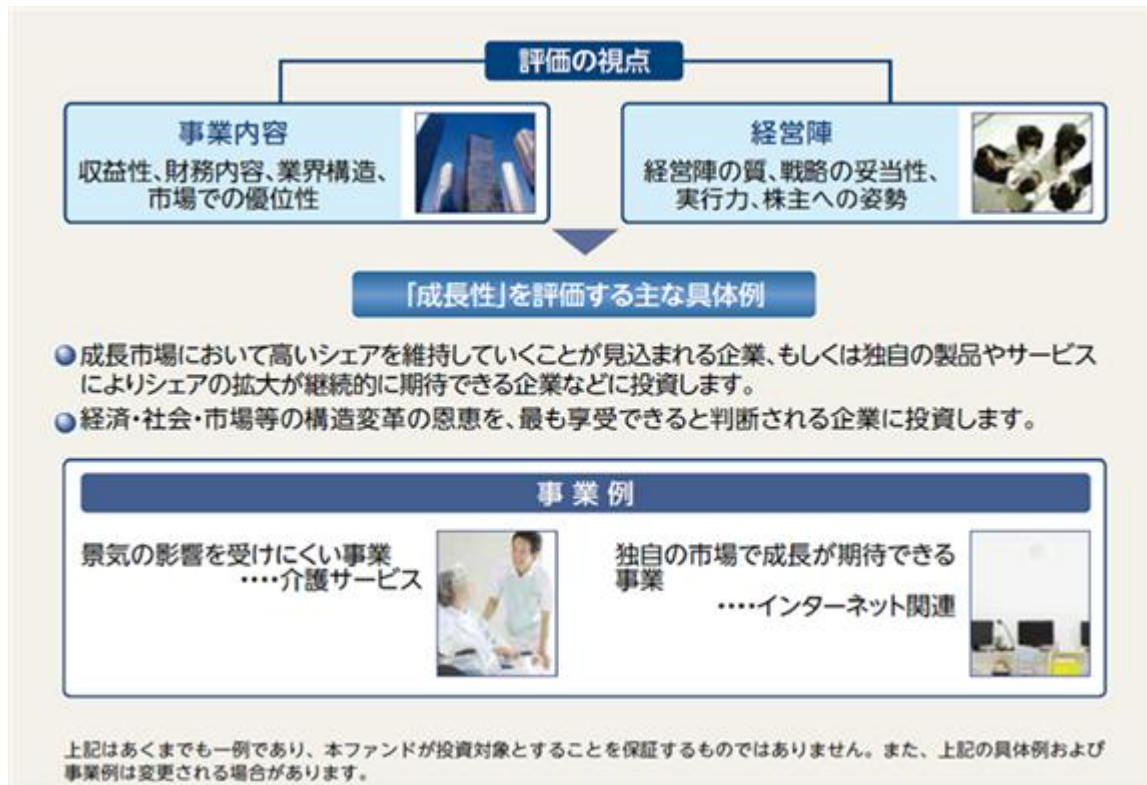 評価の視点
事業内容
収益性、財務内容、業界構造、
市場での優位性
経営陣
経営陣の質、戦略の妥当性、
実行力、株主への姿勢
「成長性」を評価する主な具体例
成長市場において高いシェアを維持していくことが見込まれる企業、もしくは独自の製品やサービス
によりシェアの拡大が継続的に期待できる企業などに投資します。
経済・社会・市場等の構造変革の恩恵を、最も享受できると判断される企業に投資します。
事業例
景気の影響を受けにくい事業
････介護サービス
独自の市場で成長が期待できる
事業
････インターネット関連
上記はあくまでも一例であり、本ファンドが投資対象とすることを保証するものではありません。また、上記の具体例および
事業例は変更される場合があります。